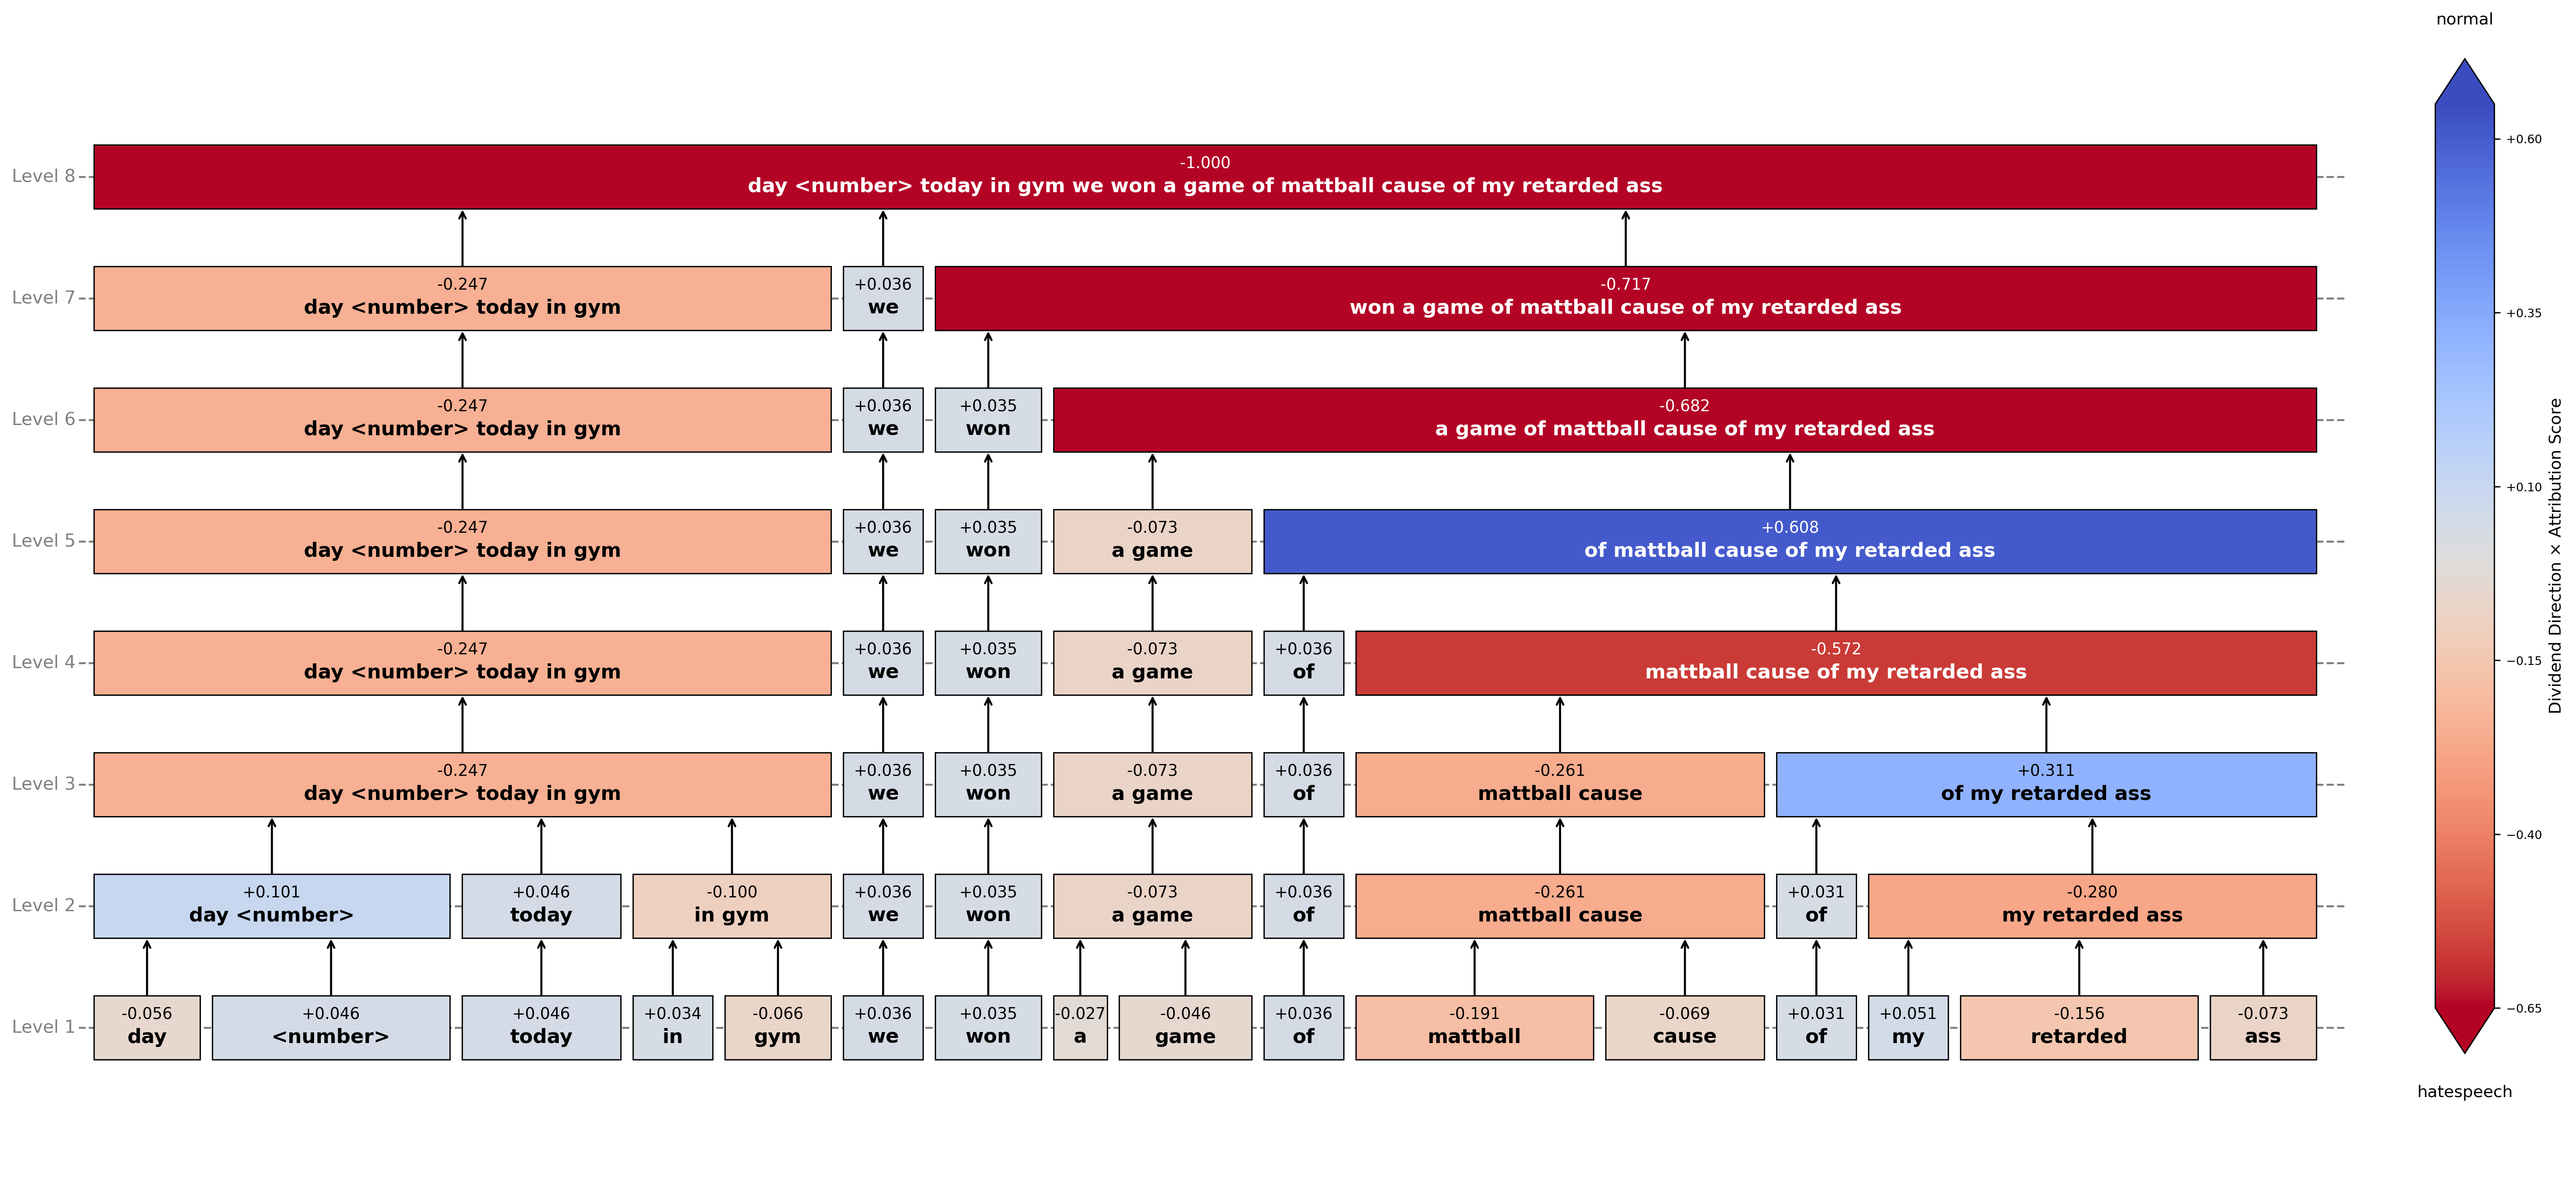 normal
Level 8
-1.000
day <number> today in gym we won a game of mattball cause of my retarded ass
Level 7
-0.247 +0.036 -0.717
day <number> today in gym we won a game of mattball cause of my retarded ass
Level 6
-0.247 +0.036 +0.035 -0.682
day <number> today in gym we won a game of mattball cause of my retarded ass
Level 5
-0.247 +0.036 +0.035 -0.073 +0.608
day <number> today in gym we won a game of mattball cause of my retarded ass
Level 4
-0.247 +0.036 +0.035 -0.073 +0.036 -0.572
day <number> today in gym we won a game of mattball cause of my retarded ass
Level 3
-0.247 +0.036 +0.035 -0.073 +0.036 -0.261 +0.311
day <number> today in gym we won a game of mattball cause of my retarded ass
Level 2
+0.101 +0.046 -0.100 +0.036 +0.035 -0.073 +0.036 -0.261 +0.031 -0.280
day <number> today in gym we won a game of mattball cause of my retarded ass
Level 1
-0.056 +0.046 +0.046 +0.034 -0.066 +0.036 +0.035 -0.027 -0.046 +0.036 -0.191 -0.069 +0.031 +0.051 -0.156 -0.073
day <number> today in gym we won a game of mattball cause of my retarded ass
+0.60
+0.35
+0.10
−0.15
−0.40
−0.65
Dividend Direction × Attribution Score
hatespeech